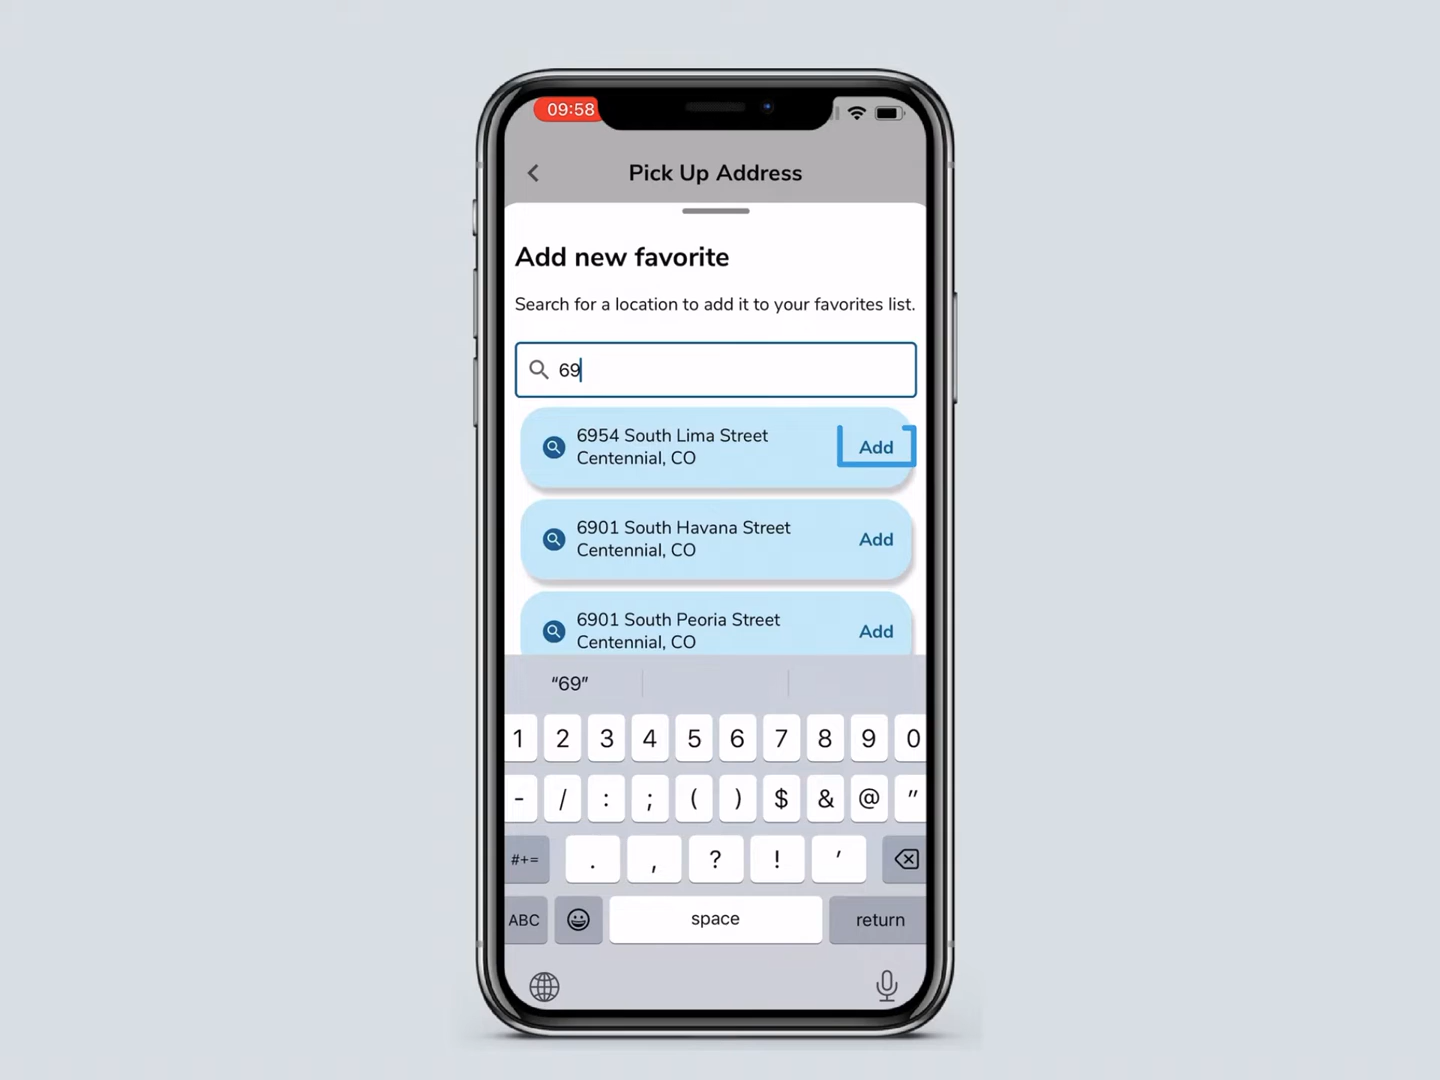 09:58
Pick Up Address
Add new favorite
Search for a location to add it to your favorites list.
69
6954 South Lima Street
Centennial, CO
Add
6901 South Havana Street
Centennial, CO
Add
6901 South Peoria Street
Centennial, CO
Add
“69”
1 2 3 4 5 6 7 8 9 0
- / : ; ( ) $ & @ "
#+= . , ? ! '
ABC space return